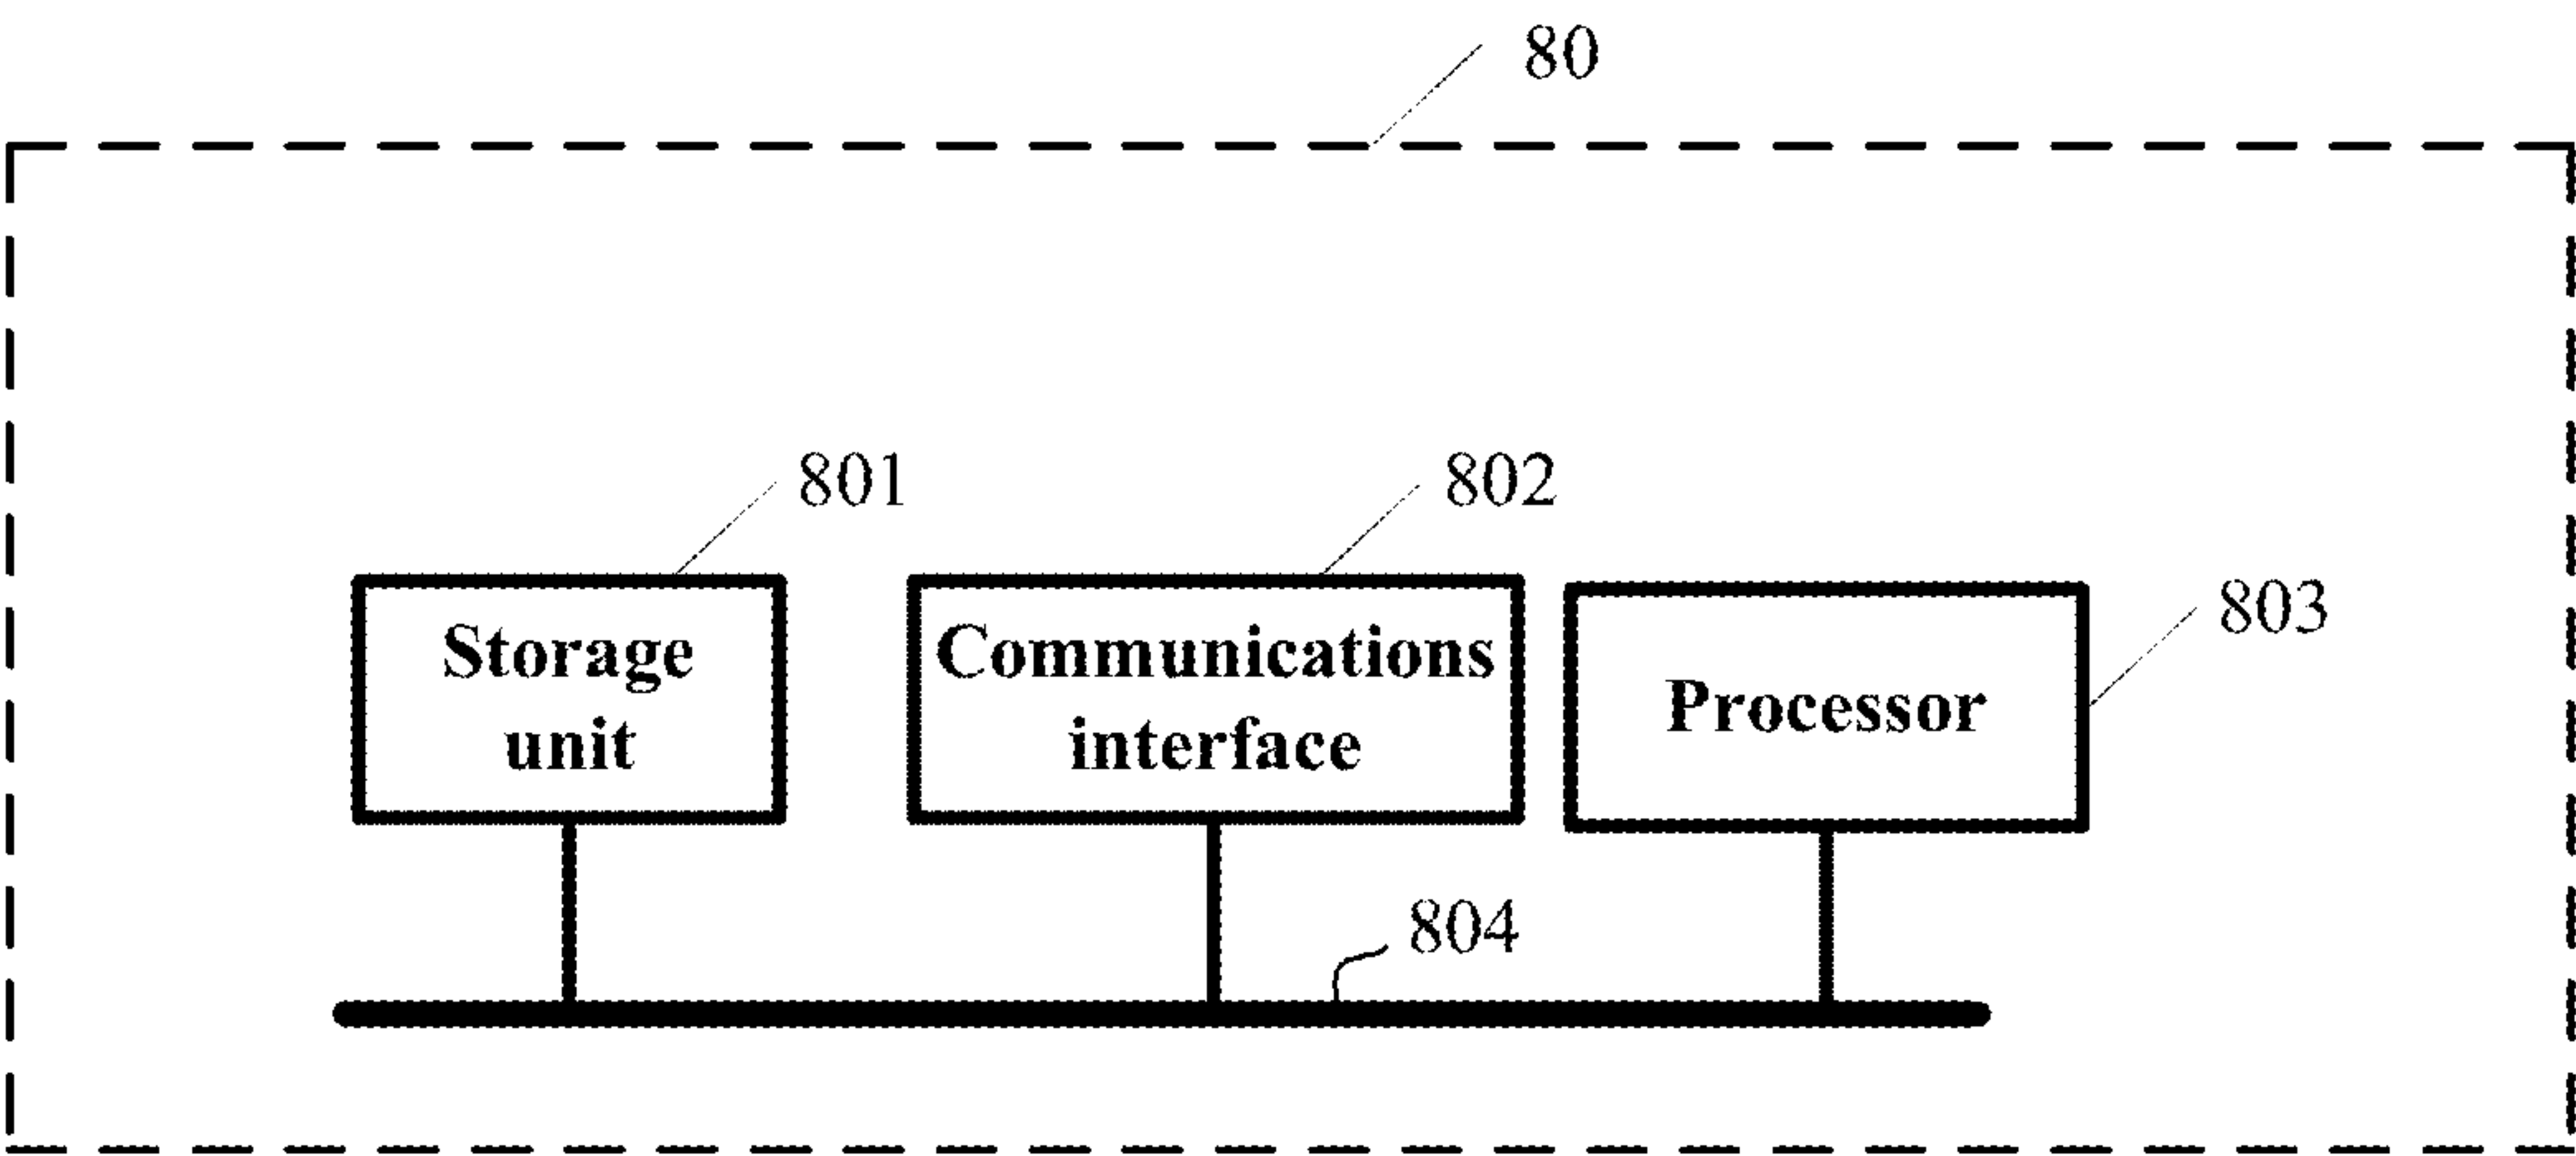 80
801
802
803
Storage
unit
Communications
interface
Processor
804